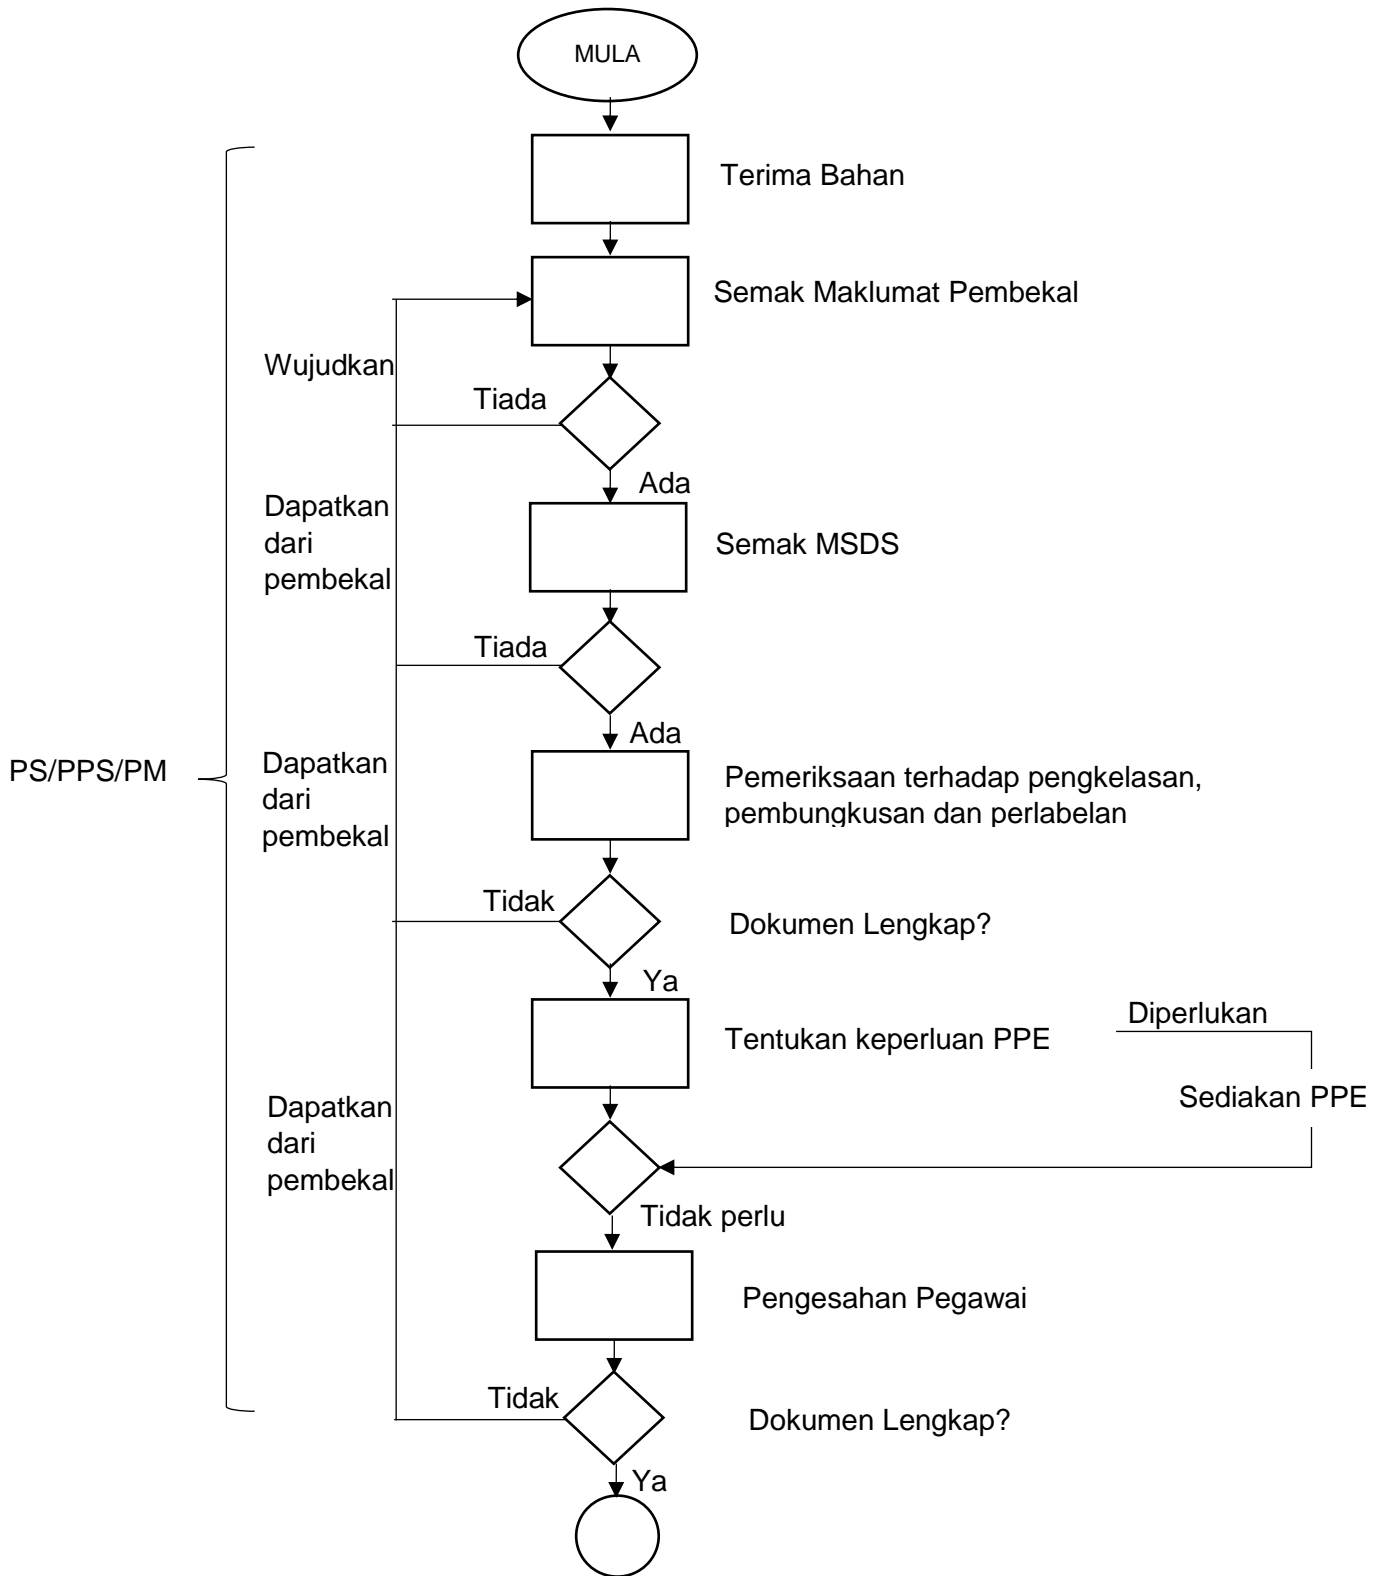 MULA
Terima Bahan
Semak Maklumat Pembekal
Wujudkan
Tiada
Ada
Dapatkan
dari
pembekal
Semak MSDS
Tiada
Ada
PS/PPS/PM
Dapatkan
dari
pembekal
Pemeriksaan terhadap pengkelasan,
pembungkusan dan perlabelan
Tidak
Dokumen Lengkap?
Ya
Tentukan keperluan PPE
Diperlukan
Sediakan PPE
Dapatkan
dari
pembekal
Tidak perlu
Pengesahan Pegawai
Tidak
Dokumen Lengkap?
Ya